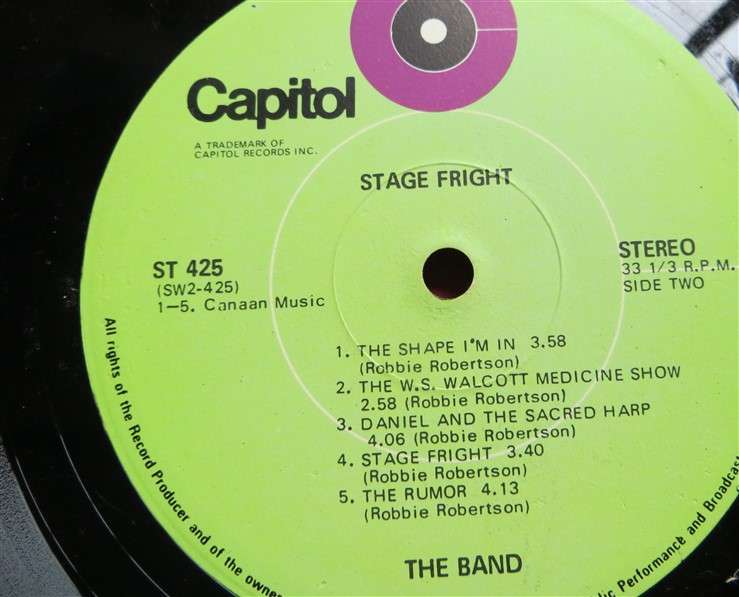 Capitol
A TRADEMARK OF
CAPITOL RECORDS INC.
STAGE FRIGHT
ST 425
(SW2-425)
1—5. Canaan Music
STEREO
33 1/3 R.P.M.
SIDE TWO
1. THE SHAPE I'M IN 3.58
(Robbie Robertson)
2. THE W.S. WALCOTT MEDICINE SHOW
2.58 (Robbie Robertson)
3. DANIEL AND THE SACRED HARP
4.06 (Robbie Robertson)
4. STAGE FRIGHT 3.40
(Robbie Robertson)
5. THE RUMOR 4.13
(Robbie Robertson)
THE BAND
All rights of the Record Producer and of the owne
Performance and Broadcas